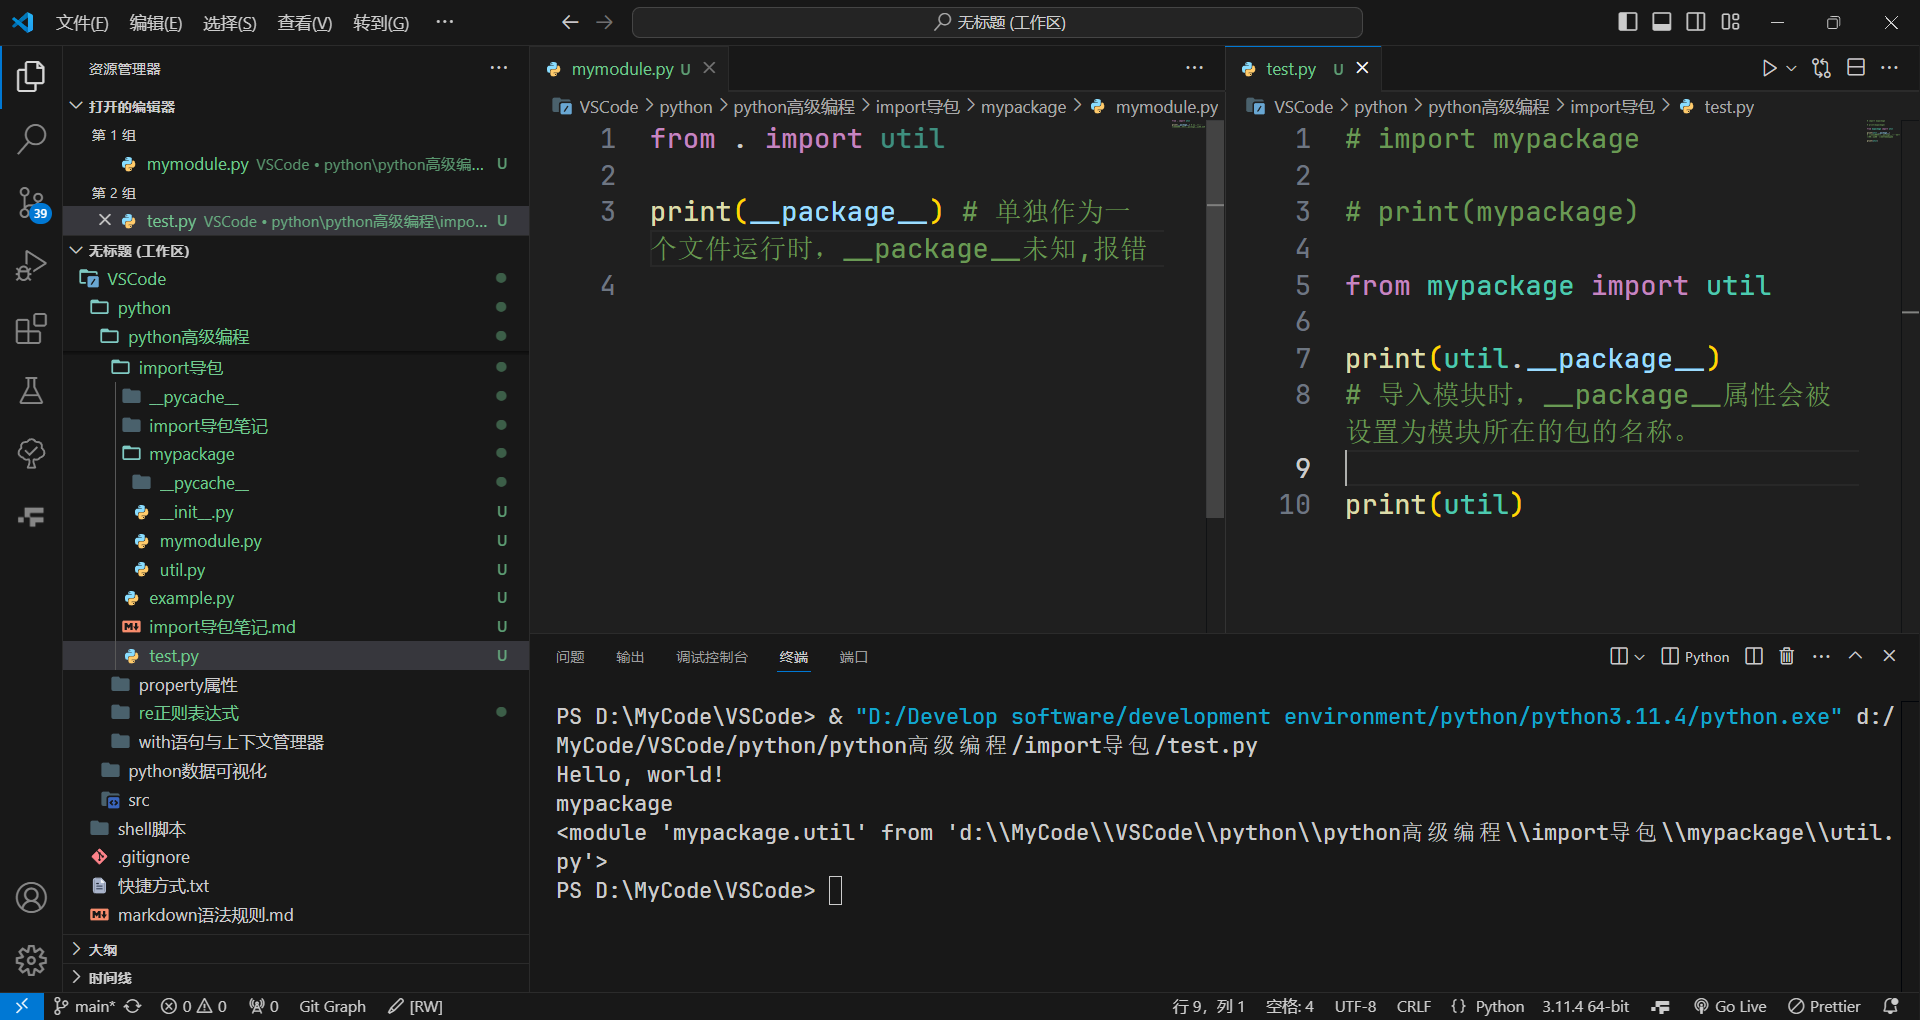 文件(F) 编辑(E) 选择(S) 查看(V) 转到(G) ···
无标题 (工作区)
资源管理器
打开的编辑器
第 1 组
mymodule.py VSCode • python\python高级编... U
第 2 组
test.py VSCode • python\python高级编程\impo... U
无标题 (工作区)
VSCode
python
python高级编程
import导包
__pycache__
import导包笔记
mypackage
__pycache__
__init__.py U
mymodule.py U
util.py U
example.py U
import导包笔记.md U
test.py U
property属性
re正则表达式
with语句与上下文管理器
python数据可视化
src
shell脚本
.gitignore
快捷方式.txt
markdown语法规则.md
大纲
时间线
39
mymodule.py U
VSCode > python > python高级编程 > import导包 > mypackage > mymodule.py
1 from . import util
2
3 print(__package__) # 单独作为一
个文件运行时，__package__未知,报错
4
test.py U
VSCode > python > python高级编程 > import导包 > test.py
1 # import mypackage
2
3 # print(mypackage)
4
5 from mypackage import util
6
7 print(util.__package__)
8 # 导入模块时，__package__属性会被
设置为模块所在的包的名称。
9
10 print(util)
问题 输出 调试控制台 终端 端口
Python
PS D:\MyCode\VSCode> & "D:/Develop software/development environment/python/python3.11.4/python.exe" d:/
MyCode/VSCode/python/python高级编程/import导包/test.py
Hello, world!
mypackage
<module 'mypackage.util' from 'd:\\MyCode\\VSCode\\python\\python高级编程\\import导包\\mypackage\\util.
py'>
PS D:\MyCode\VSCode>
main* 0 0 0 Git Graph [RW]
行 9，列 1 空格: 4 UTF-8 CRLF {} Python 3.11.4 64-bit Go Live Prettier